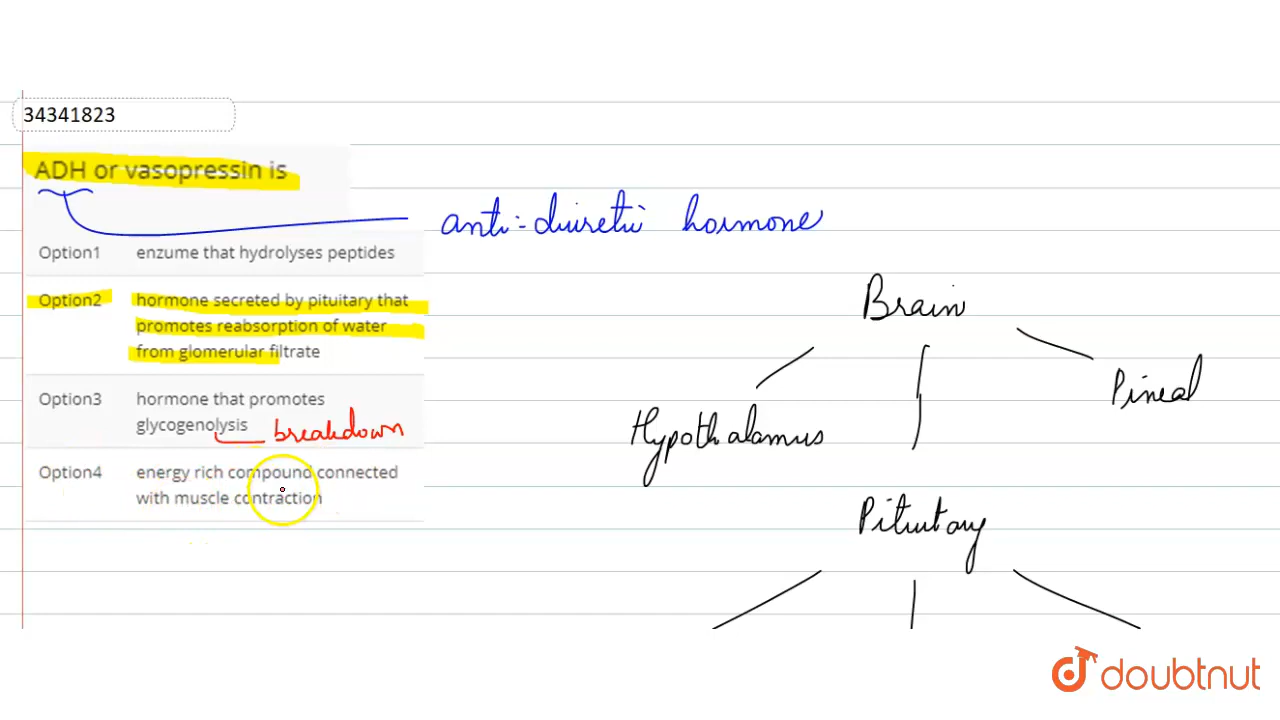 34341823
ADH or vasopressin is
anti-diuretic hormone
Option1 enzume that hydrolyses peptides
Option2 hormone secreted by pituitary that
promotes reabsorption of water
from glomerular filtrate
Option3 hormone that promotes
glycogenolysis
breakdown
Option4 energy rich compound connected
with muscle contraction
Brain
Hypothalamus
Pineal
Pituitary
doubtnut